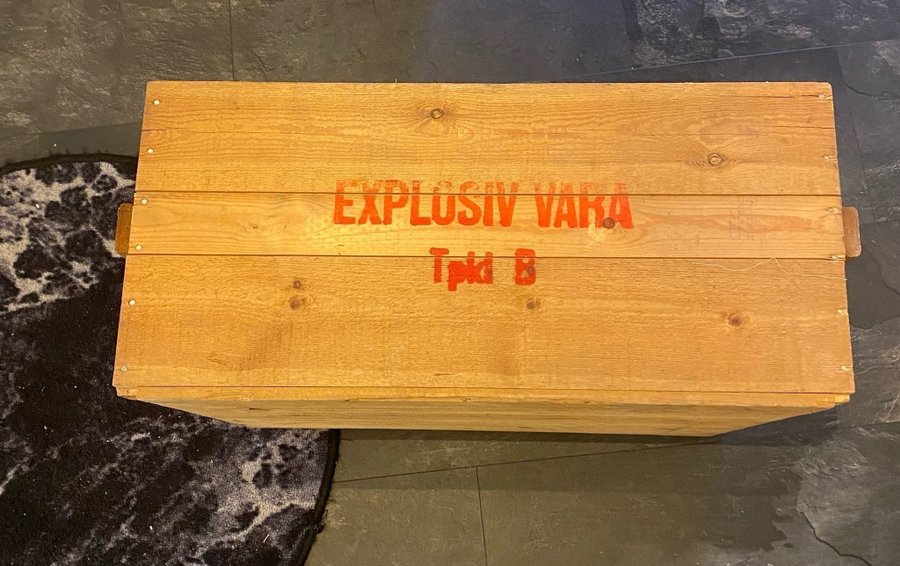 EXPLOSIV VARA
Tpkl B